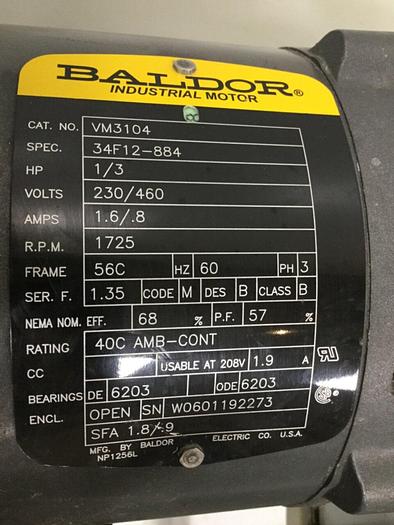 BALDOR®
INDUSTRIAL MOTOR
CAT. NO. VM3104
SPEC. 34F12-884
HP 1/3
VOLTS 230/460
AMPS 1.6/.8
R.P.M. 1725
FRAME 56C HZ 60 PH 3
SER. F. 1.35 CODE M DES B CLASS B
NEMA NOM. EFF. 68 % P.F. 57 %
RATING 40C AMB-CONT
CC USABLE AT 208V 1.9 A
BEARINGS DE 6203 ODE 6203
ENCL. OPEN SN W0601192273
SFA 1.8/.9
MFG. BY BALDOR ELECTRIC CO. U.S.A.
NP1256L